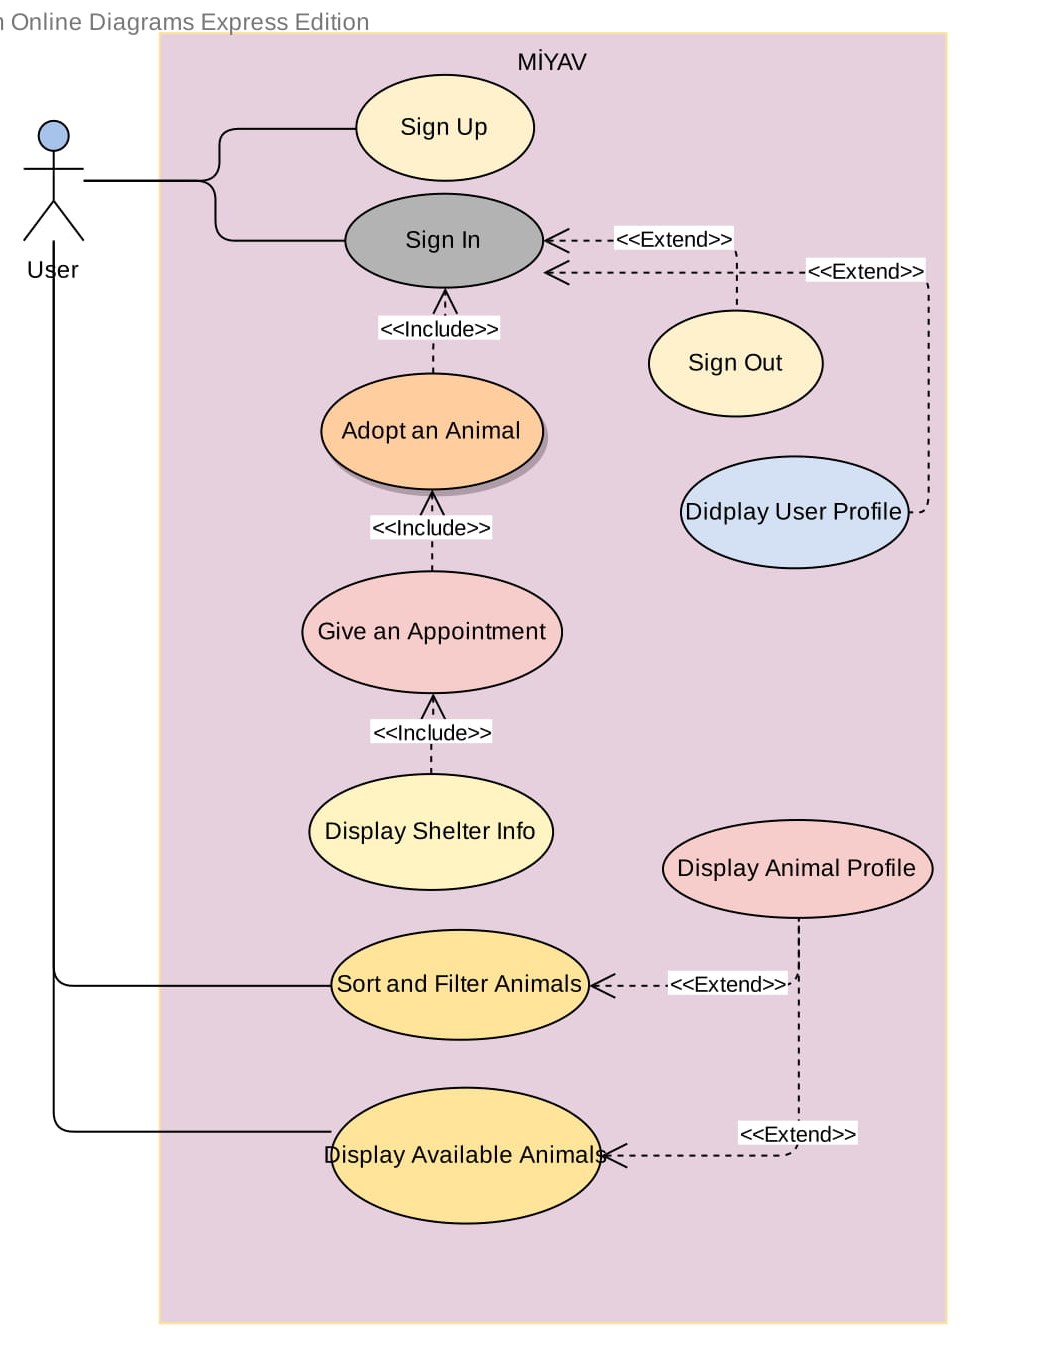 n Online Diagrams Express Edition
MİYAV
Sign Up
User
Sign In
<<Extend>>
<<Extend>>
<<Include>>
Sign Out
Adopt an Animal
Didplay User Profile
<<Include>>
Give an Appointment
<<Include>>
Display Shelter Info
Display Animal Profile
Sort and Filter Animals
<<Extend>>
<<Extend>>
Display Available Animals